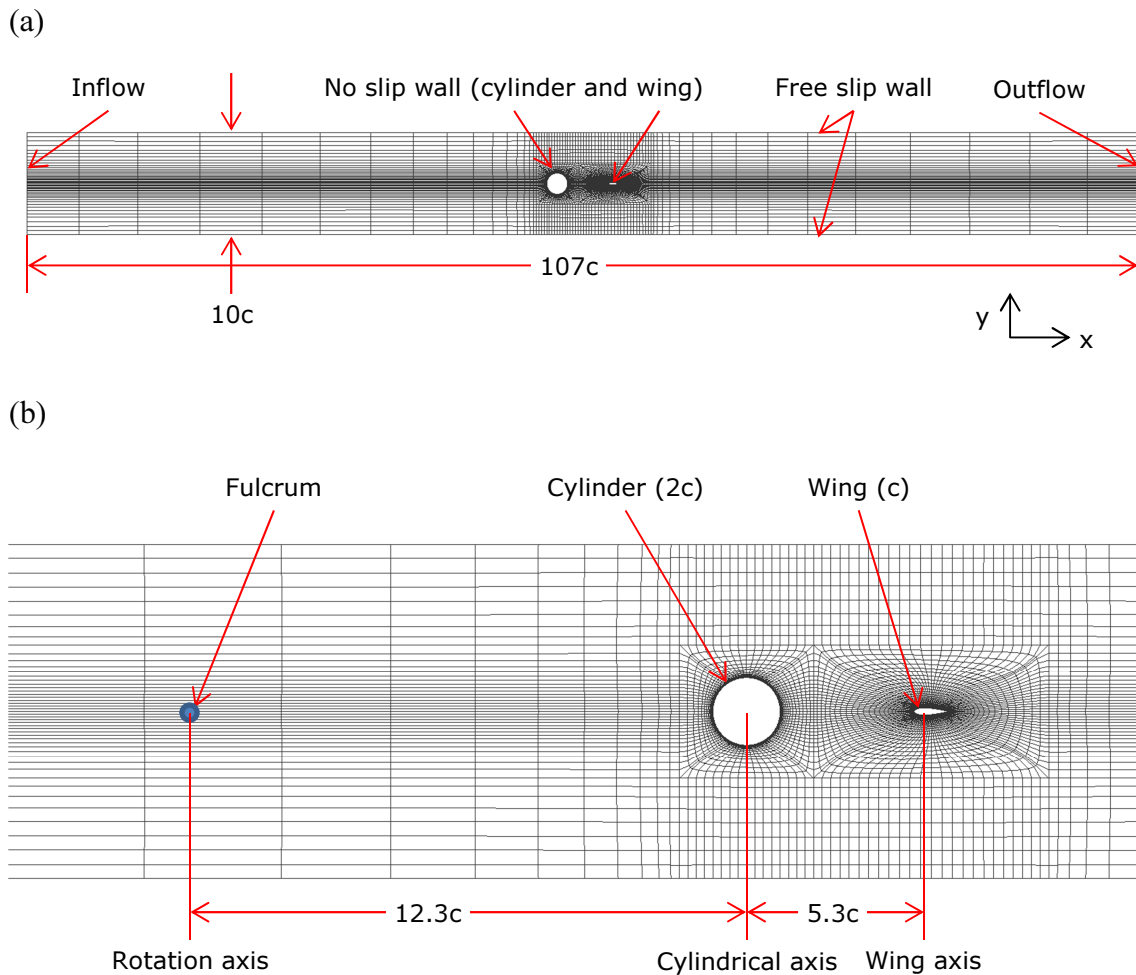 (a)
Inflow
No slip wall (cylinder and wing)
Free slip wall
Outflow
107c
10c
y
x
(b)
Fulcrum
Cylinder (2c)
Wing (c)
12.3c
5.3c
Rotation axis
Cylindrical axis
Wing axis